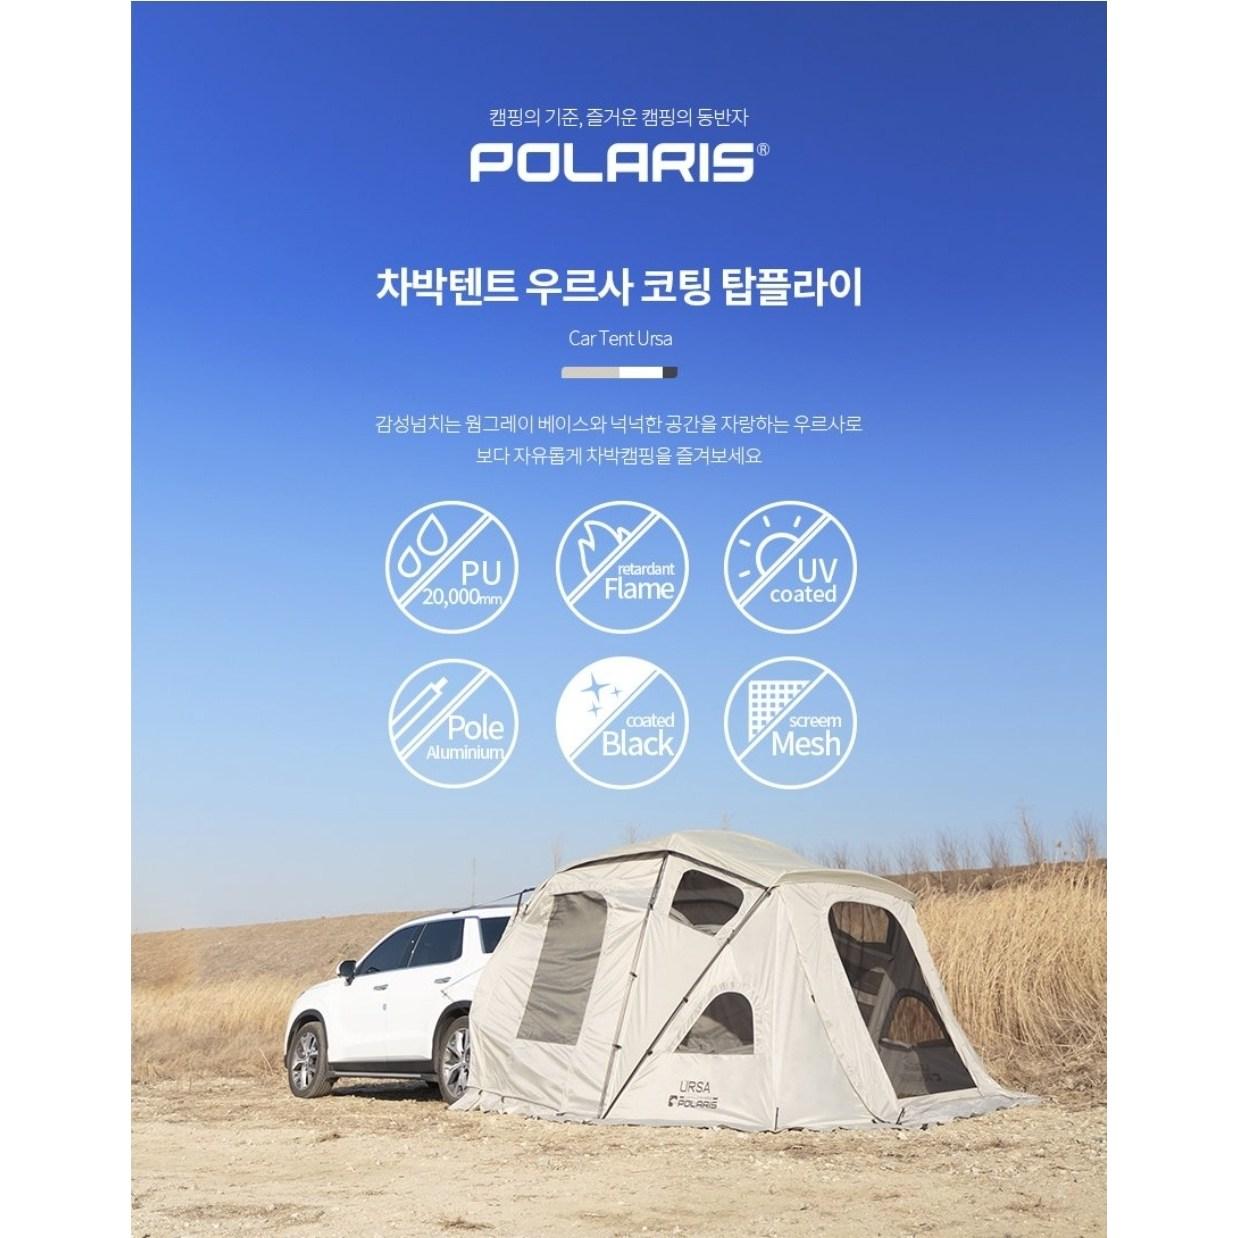 캠핑의 기준, 즐거운 캠핑의 동반자
POLARIS®
차박텐트 우르사 코팅 탑플라이
Car Tent Ursa
감성넘치는 웜그레이 베이스와 넉넉한 공간을 자랑하는 우르사로
보다 자유롭게 차박캠핑을 즐겨보세요
PU
20,000mm
retardant
Flame
UV
coated
Pole
Aluminium
coated
Black
screem
Mesh
URSA
POLARIS